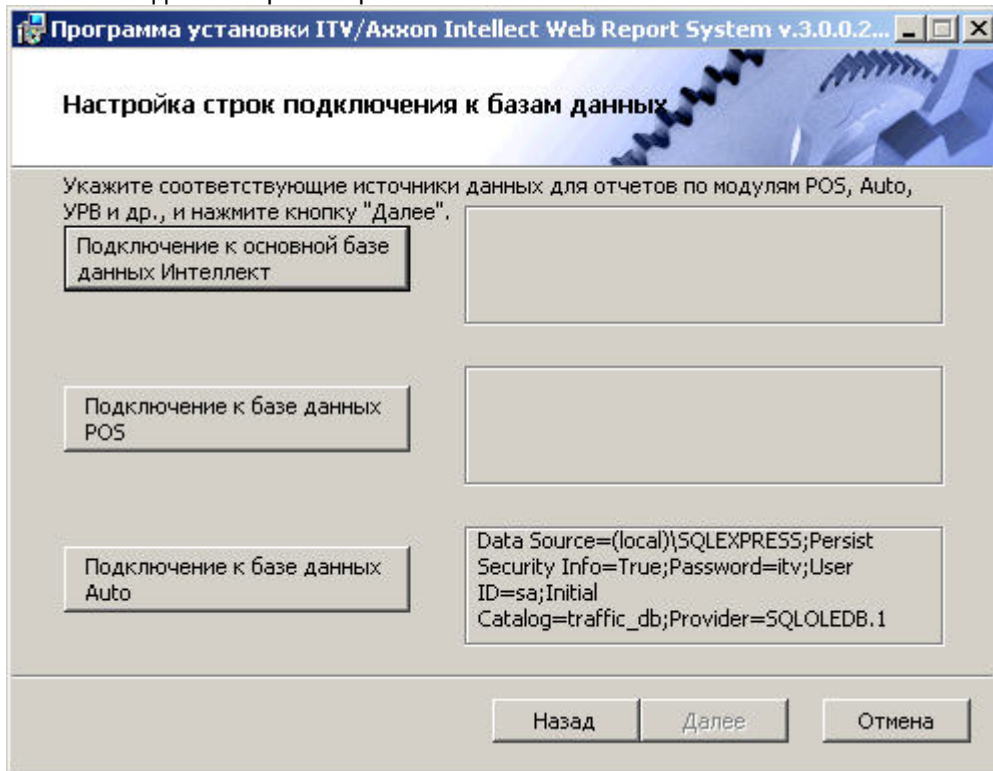 Программа установки ITV/Axxon Intellect Web Report System v.3.0.0.2...
Настройка строк подключения к базам данных
Укажите соответствующие источники данных для отчетов по модулям POS, Auto,
УРВ и др., и нажмите кнопку "Далее".
Подключение к основной базе
данных Интеллект
Подключение к базе данных
POS
Подключение к базе данных
Auto
Data Source=(local)\SQLEXPRESS;Persist
Security Info=True;Password=itv;User
ID=sa;Initial
Catalog=traffic_db;Provider=SQLOLEDB.1
Назад
Далее
Отмена